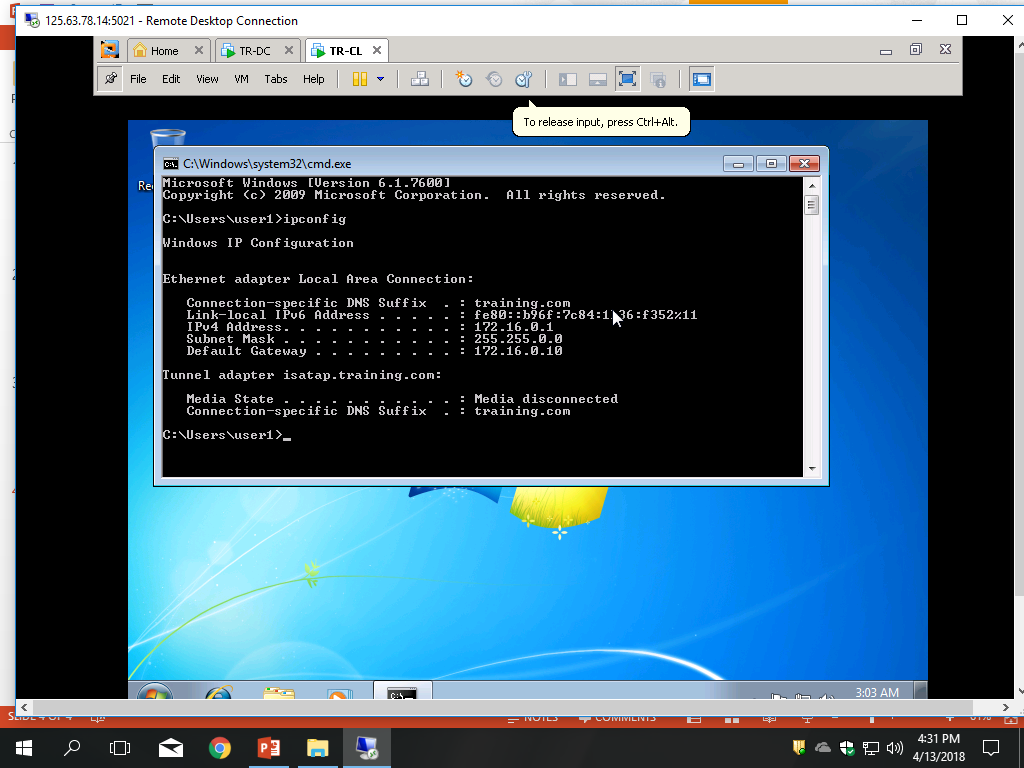 125.63.78.14:5021 - Remote Desktop Connection
Home
TR-DC
TR-CL
File Edit View VM Tabs Help
To release input, press Ctrl+Alt.
C:\Windows\system32\cmd.exe
Microsoft Windows [Version 6.1.7600]
Copyright (c) 2009 Microsoft Corporation. All rights reserved.
C:\Users\user1>ipconfig
Windows IP Configuration
Ethernet adapter Local Area Connection:
Connection-specific DNS Suffix . : training.com
Link-local IPv6 Address . . . . . : fe80::b96f:7c84:1 36:f352%11
IPv4 Address. . . . . . . . . . . : 172.16.0.1
Subnet Mask . . . . . . . . . . . : 255.255.0.0
Default Gateway . . . . . . . . . : 172.16.0.10
Tunnel adapter isatap.training.com:
Media State . . . . . . . . . . . : Media disconnected
Connection-specific DNS Suffix . : training.com
C:\Users\user1>_
3:03 AM
SLIDE 4 OF 4
NOTES
COMMENTS
4:31 PM
4/13/2018